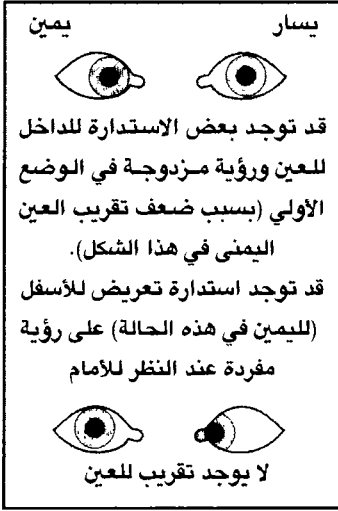 يسار يمين
قد توجد بعض الاستدارة للداخل
للعين ورؤية مزدوجة في الوضع
الأولي (بسبب ضعف تقريب العين
اليمنى في هذا الشكل).
قد توجد استدارة تعريض للأسفل
(لليمين في هذه الحالة) على رؤية
مفردة عند النظر للأمام
لا يوجد تقريب للعين